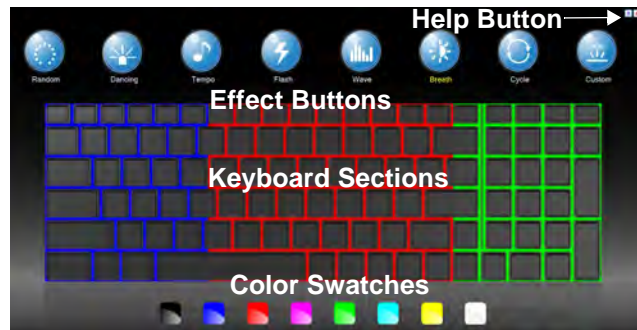 Help Button
Random Dancing Tempo Flash Wave Breath Cycle Custom
Effect Buttons
Keyboard Sections
Color Swatches